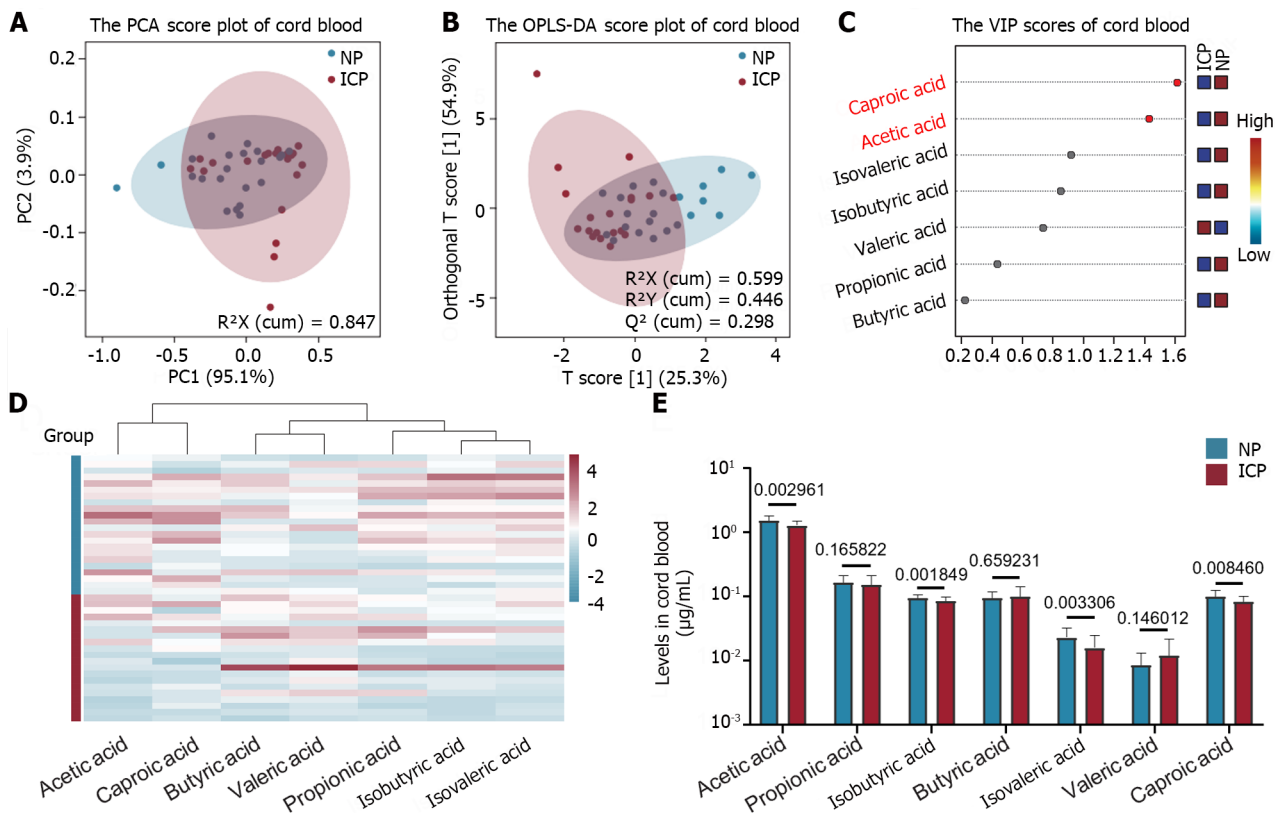 A
The PCA score plot of cord blood
NP
ICP
0.2
0.1
0.0
-0.1
-0.2
PC2 (3.9%)
R²X (cum) = 0.847
-1.0 -0.5 0.0 0.5
PC1 (95.1%)
B
The OPLS-DA score plot of cord blood
NP
ICP
5
0
-5
Orthogonal T score [1] (54.9%)
R²X (cum) = 0.599
R²Y (cum) = 0.446
Q² (cum) = 0.298
-2 0 2 4
T score [1] (25.3%)
C
The VIP scores of cord blood
ICP NP
Caproic acid
Acetic acid
Isovaleric acid
Isobutyric acid
Valeric acid
Propionic acid
Butyric acid
High
Low
0.2 0.4 0.6 0.8 1.0 1.2 1.4 1.6
D
Group
4
2
0
-2
-4
Acetic acid
Caproic acid
Butyric acid
Valeric acid
Propionic acid
Isobutyric acid
Isovaleric acid
E
NP
ICP
Levels in cord blood
(μg/mL)
10¹
10⁰
10⁻¹
10⁻²
10⁻³
0.002961
0.165822
0.001849
0.659231
0.003306
0.146012
0.008460
Acetic acid
Propionic acid
Isobutyric acid
Butyric acid
Isovaleric acid
Valeric acid
Caproic acid